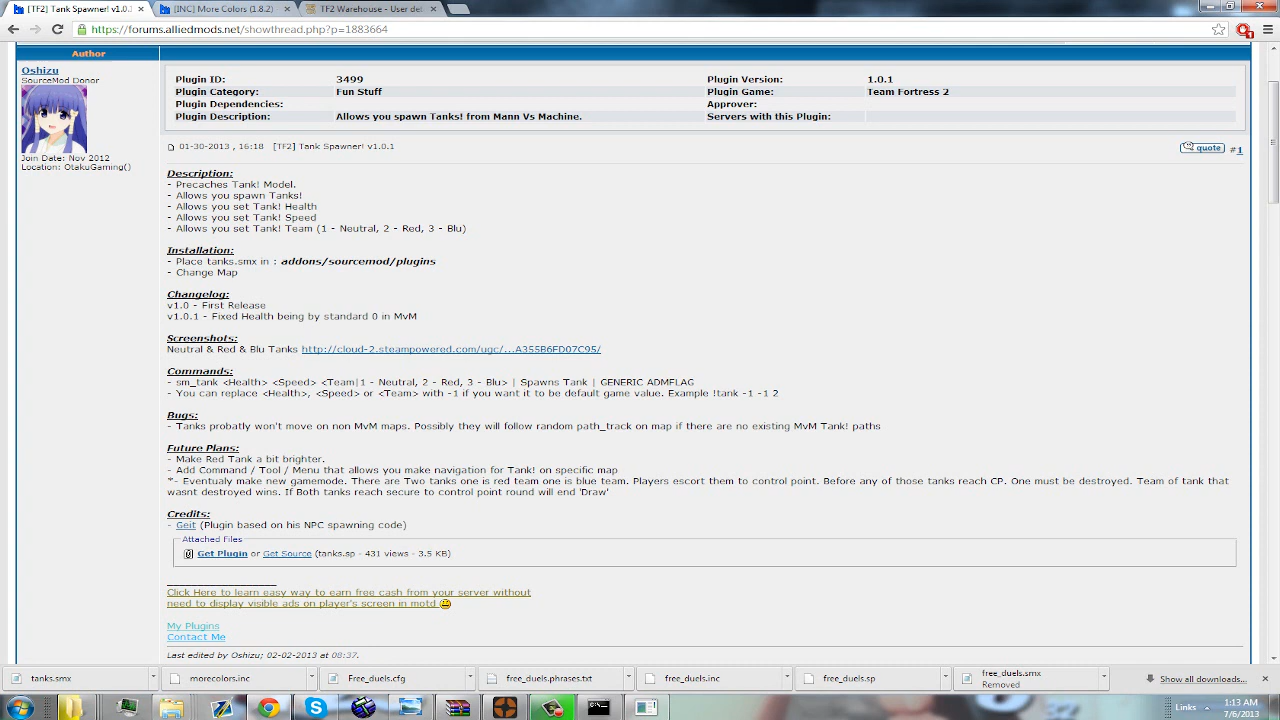 [TF2] Tank Spawner! v1.0.1
[INC] More Colors (1.8.2)
TF2 Warehouse - User det
https://forums.alliedmods.net/showthread.php?p=1883664
Author
Oshizu
SourceMod Donor
Join Date: Nov 2012
Location: OtakuGaming()
Plugin ID: 3499 Plugin Version: 1.0.1
Plugin Category: Fun Stuff Plugin Game: Team Fortress 2
Plugin Dependencies: Approver:
Plugin Description: Allows you spawn Tanks! from Mann Vs Machine. Servers with this Plugin:
01-30-2013 , 16:18 [TF2] Tank Spawner! v1.0.1
quote #1
Description:
- Precaches Tank! Model.
- Allows you spawn Tanks!
- Allows you set Tank! Health
- Allows you set Tank! Speed
- Allows you set Tank! Team (1 - Neutral, 2 - Red, 3 - Blu)
Installation:
- Place tanks.smx in : addons/sourcemod/plugins
- Change Map
Changelog:
v1.0 - First Release
v1.0.1 - Fixed Health being by standard 0 in MvM
Screenshots:
Neutral & Red & Blu Tanks http://cloud-2.steampowered.com/ugc/...A355B6FD07C95/
Commands:
- sm_tank <Health> <Speed> <Team|1 - Neutral, 2 - Red, 3 - Blu> | Spawns Tank | GENERIC ADMFLAG
- You can replace <Health>, <Speed> or <Team> with -1 if you want it to be default game value. Example !tank -1 -1 2
Bugs:
- Tanks probatly won't move on non MvM maps. Possibly they will follow random path_track on map if there are no existing MvM Tank! paths
Future Plans:
- Make Red Tank a bit brighter.
- Add Command / Tool / Menu that allows you make navigation for Tank! on specific map
*- Eventualy make new gamemode. There are Two tanks one is red team one is blue team. Players escort them to control point. Before any of those tanks reach CP. One must be destroyed. Team of tank that
wasnt destroyed wins. If Both tanks reach secure to control point round will end 'Draw'
Credits:
- Geit (Plugin based on his NPC spawning code)
Attached Files
Get Plugin or Get Source (tanks.sp - 431 views - 3.5 KB)
Click Here to learn easy way to earn free cash from your server without
need to display visible ads on player's screen in motd
My Plugins
Contact Me
Last edited by Oshizu; 02-02-2013 at 08:37.
tanks.smx
morecolors.inc
free_duels.cfg
free_duels.phrases.txt
free_duels.inc
free_duels.sp
free_duels.smx
Removed
Show all downloads...
Links
1:13 AM
7/6/2013